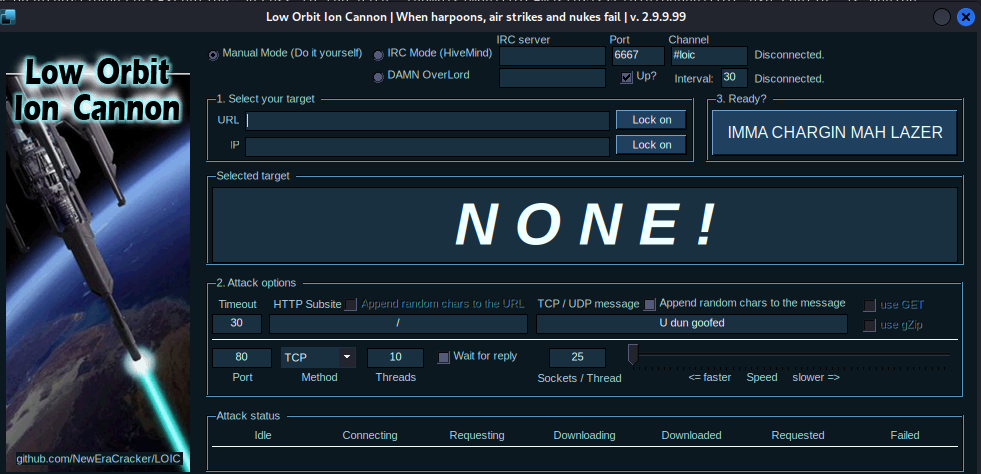 Low Orbit Ion Cannon | When harpoons, air strikes and nukes fail | v. 2.9.9.99
Low Orbit
Ion Cannon
IRC server Port Channel
Manual Mode (Do it yourself) IRC Mode (HiveMind) 6667 #loic Disconnected.
DAMN OverLord Up? Interval: 30 Disconnected.
1. Select your target 3. Ready?
URL Lock on
IMMA CHARGIN MAH LAZER
IP Lock on
Selected target
NONE!
2. Attack options
Timeout HTTP Subsite Append random chars to the URL TCP / UDP message Append random chars to the message use GET
30 / U dun goofed use gZip
80 TCP 10 Wait for reply 25
Port Method Threads Sockets / Thread <= faster Speed slower =>
Attack status
Idle Connecting Requesting Downloading Downloaded Requested Failed
github.com/NewEraCracker/LOIC